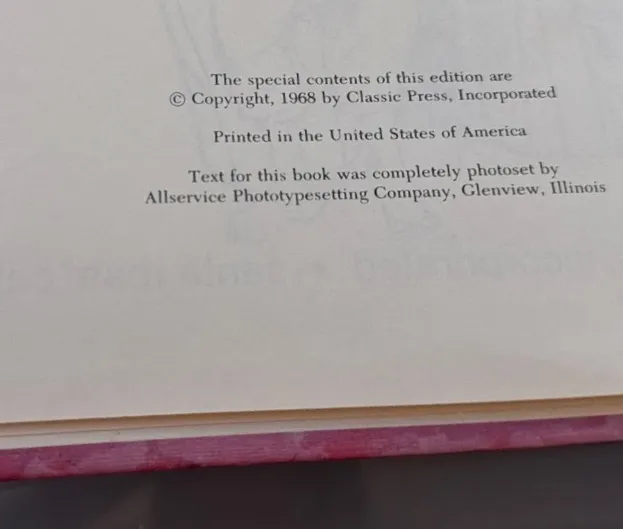 The special contents of this edition are
© Copyright, 1968 by Classic Press, Incorporated
Printed in the United States of America
Text for this book was completely photoset by
Allservice Phototypesetting Company, Glenview, Illinois